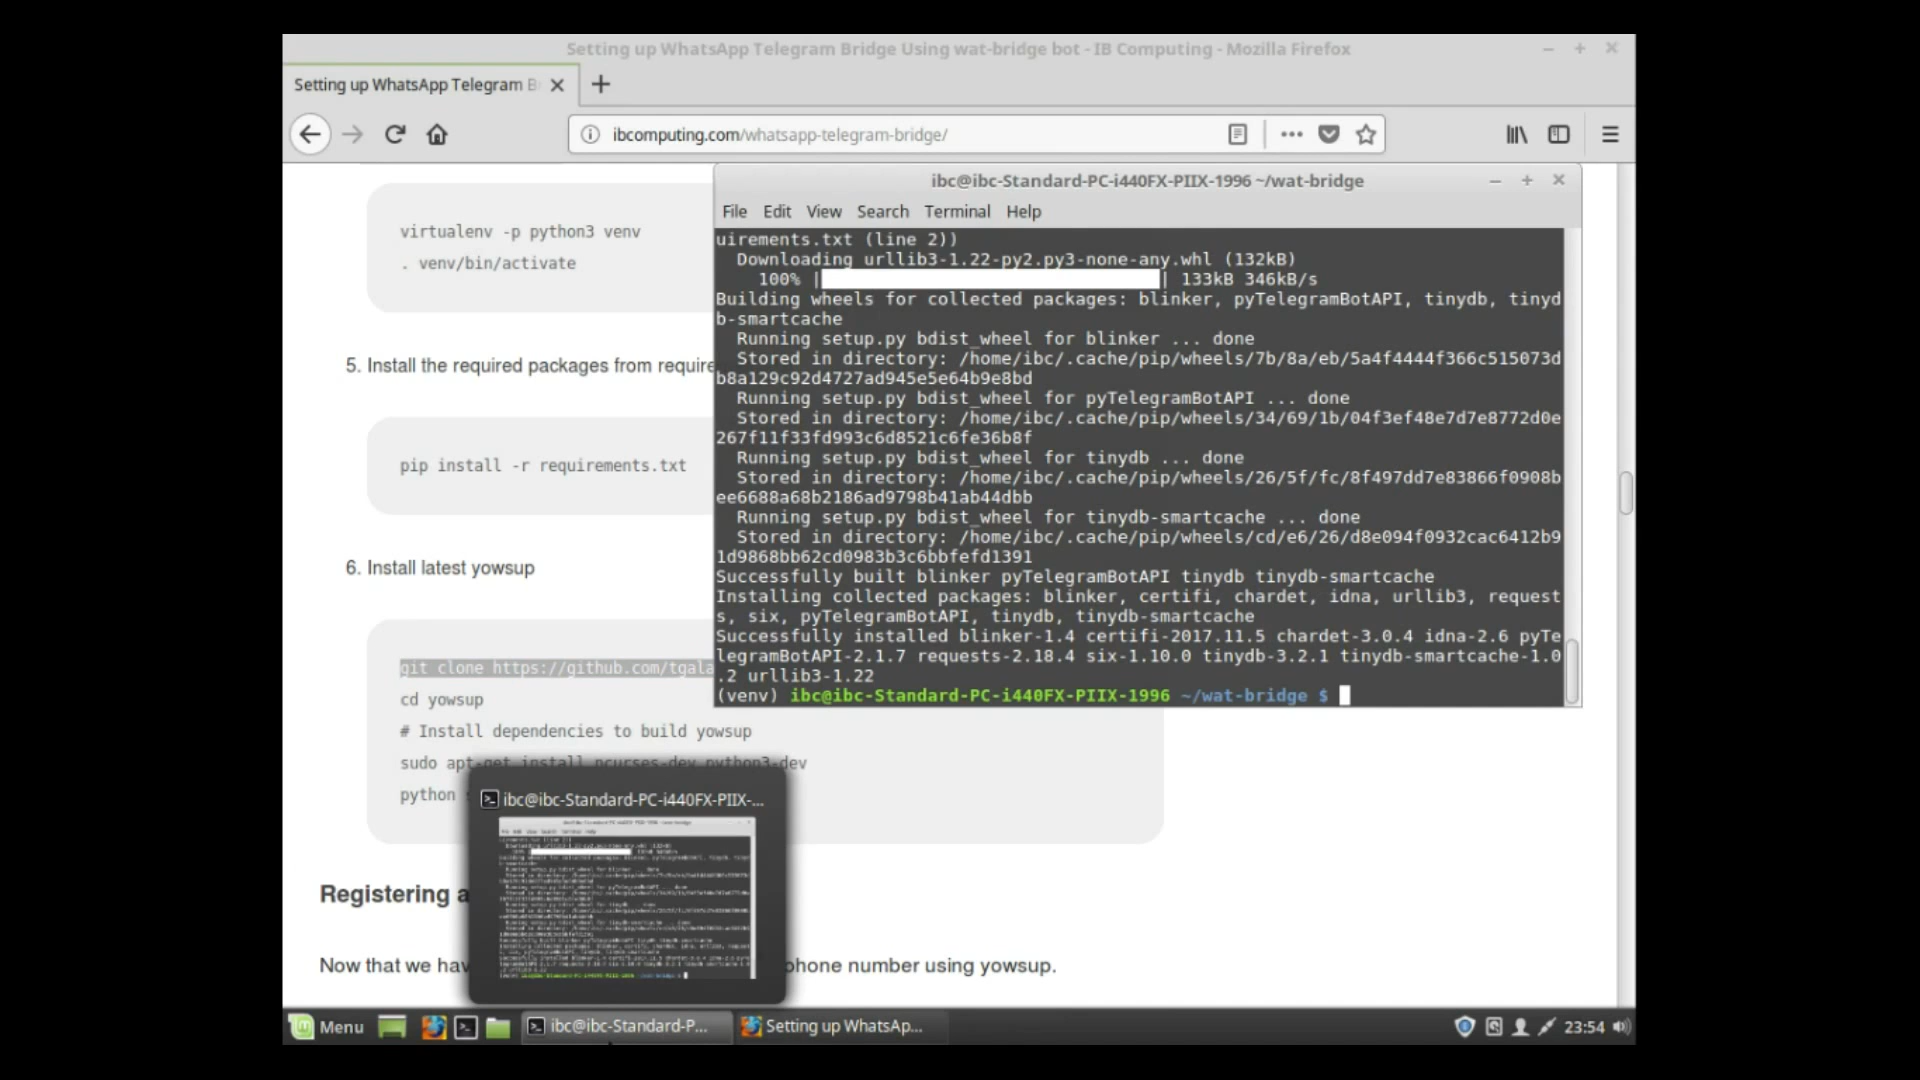 Setting up WhatsApp Telegram Bridge Using wat-bridge bot - IB Computing - Mozilla Firefox
Setting up WhatsApp Telegram B
ibcomputing.com/whatsapp-telegram-bridge/
virtualenv -p python3 venv
. venv/bin/activate
5. Install the required packages from require
pip install -r requirements.txt
6. Install latest yowsup
git clone https://github.com/tgala
cd yowsup
# Install dependencies to build yowsup
sudo apt-get install ncurses-dev python3-dev
python
Registering a
Now that we hav
phone number using yowsup.
ibc@ibc-Standard-PC-i440FX-PIIX-1996 ~/wat-bridge
File Edit View Search Terminal Help
uirements.txt (line 2))
Downloading urllib3-1.22-py2.py3-none-any.whl (132kB)
100% | | 133kB 346kB/s
Building wheels for collected packages: blinker, pyTelegramBotAPI, tinydb, tinyd
b-smartcache
Running setup.py bdist_wheel for blinker ... done
Stored in directory: /home/ibc/.cache/pip/wheels/7b/8a/eb/5a4f4444f366c515073d
b8a129c92d4727ad945e5e64b9e8bd
Running setup.py bdist_wheel for pyTelegramBotAPI ... done
Stored in directory: /home/ibc/.cache/pip/wheels/34/69/1b/04f3ef48e7d7e8772d0e
267f11f33fd993c6d8521c6fe36b8f
Running setup.py bdist_wheel for tinydb ... done
Stored in directory: /home/ibc/.cache/pip/wheels/26/5f/fc/8f497dd7e83866f0908b
ee6688a68b2186ad9798b41ab44dbb
Running setup.py bdist_wheel for tinydb-smartcache ... done
Stored in directory: /home/ibc/.cache/pip/wheels/cd/e6/26/d8e094f0932cac6412b9
1d9868bb62cd0983b3c6bbfefd1391
Successfully built blinker pyTelegramBotAPI tinydb tinydb-smartcache
Installing collected packages: blinker, certifi, chardet, idna, urllib3, request
s, six, pyTelegramBotAPI, tinydb, tinydb-smartcache
Successfully installed blinker-1.4 certifi-2017.11.5 chardet-3.0.4 idna-2.6 pyTe
legramBotAPI-2.1.7 requests-2.18.4 six-1.10.0 tinydb-3.2.1 tinydb-smartcache-1.0
.2 urllib3-1.22
(venv) ibc@ibc-Standard-PC-i440FX-PIIX-1996 ~/wat-bridge $
ibc@ibc-Standard-PC-i440FX-PIIX-...
Menu
ibc@ibc-Standard-P...
Setting up WhatsAp...
23:54